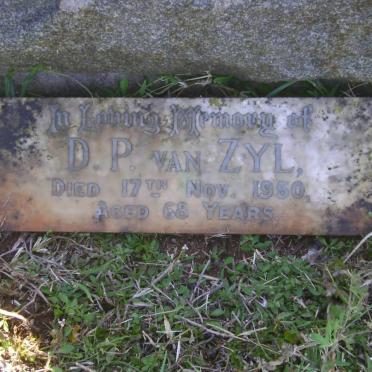 In Loving Memory of
D. P. VAN ZYL,
DIED 17TH NOV. 1950,
AGED 68 YEARS.